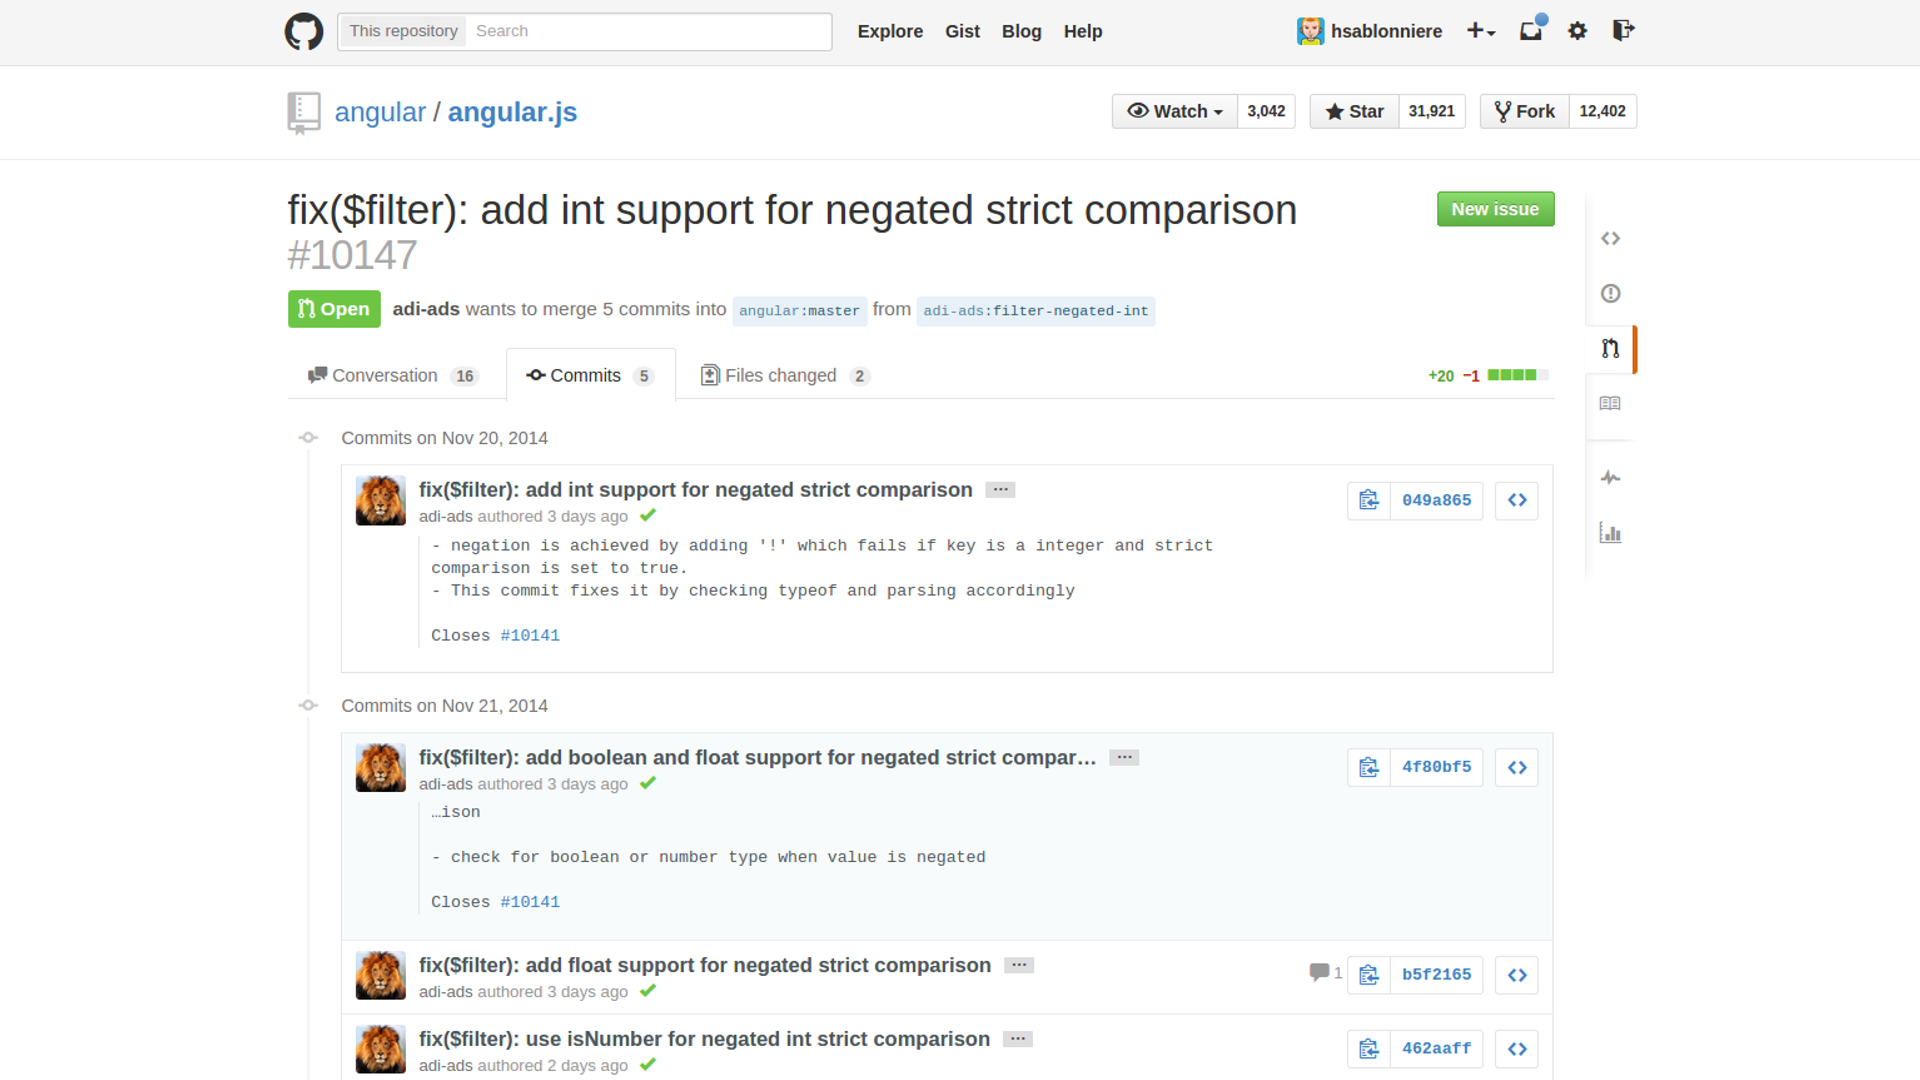 This repository Search Explore Gist Blog Help hsablonniere
angular / angular.js Watch 3,042 Star 31,921 Fork 12,402
fix($filter): add int support for negated strict comparison New issue
#10147
Open adi-ads wants to merge 5 commits into angular:master from adi-ads:filter-negated-int
Conversation 16 Commits 5 Files changed 2 +20 −1
Commits on Nov 20, 2014
fix($filter): add int support for negated strict comparison …
adi-ads authored 3 days ago 049a865
- negation is achieved by adding '!' which fails if key is a integer and strict
comparison is set to true.
- This commit fixes it by checking typeof and parsing accordingly
Closes #10141
Commits on Nov 21, 2014
fix($filter): add boolean and float support for negated strict compar… …
adi-ads authored 3 days ago 4f80bf5
…ison
- check for boolean or number type when value is negated
Closes #10141
fix($filter): add float support for negated strict comparison …
adi-ads authored 3 days ago 1 b5f2165
fix($filter): use isNumber for negated int strict comparison …
adi-ads authored 2 days ago 462aaff